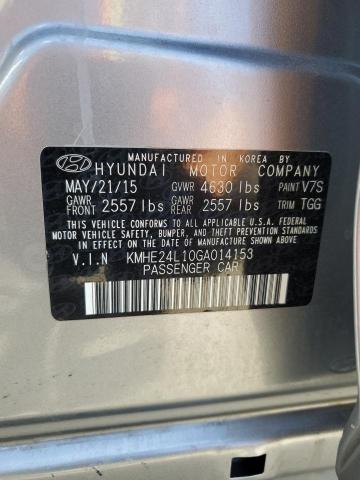 MANUFACTURED IN KOREA BY
HYUNDAI MOTOR COMPANY
MAY/21/15 GVWR 4630 lbs PAINT V7S
GAWR FRONT 2557 lbs GAWR REAR 2557 lbs TRIM TGG
THIS VEHICLE CONFORMS TO ALL APPLICABLE U.S.A. FEDERAL
MOTOR VEHICLE SAFETY, BUMPER, AND THEFT PREVENTION
STANDARDS IN EFFECT ON THE DATE OF MANUFACTURE SHOWN
ABOVE.
V.I.N KMHE24L10GA014153
PASSENGER CAR